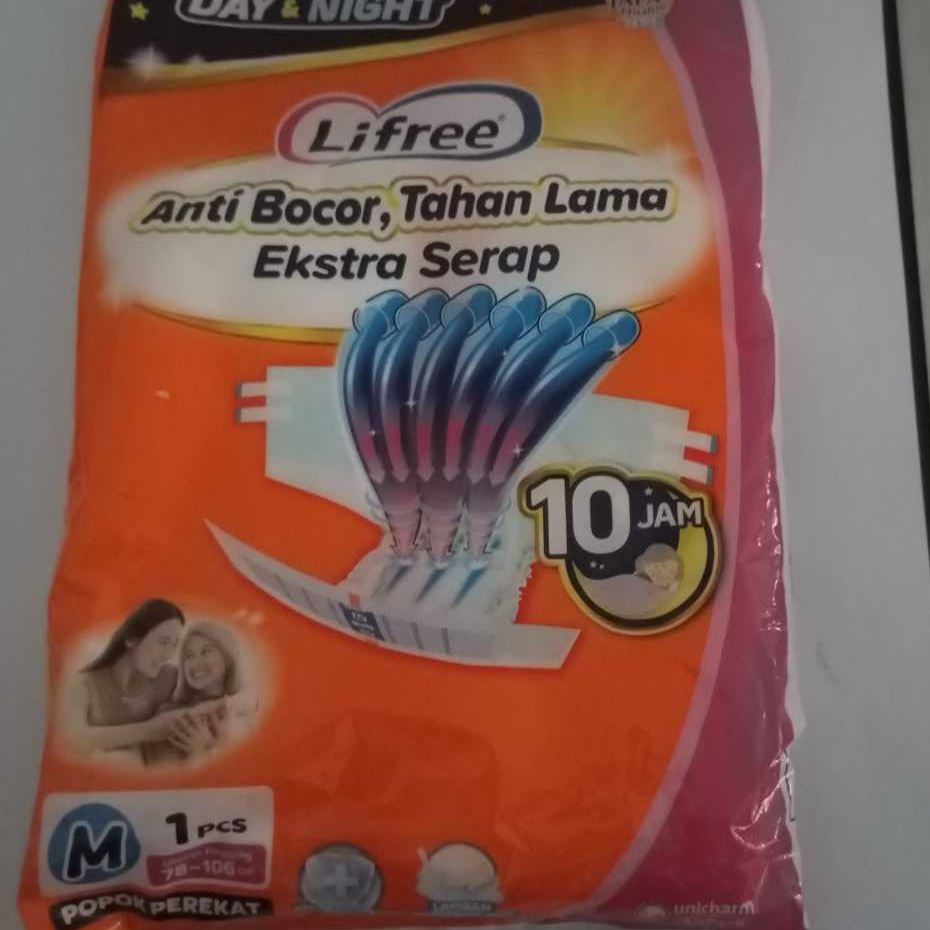 DAY & NIGHT
Lifree
Anti Bocor, Tahan Lama
Ekstra Serap
10 JAM
M
1 PCS
78-106 cm
POPOK PEREKAT
unicharm